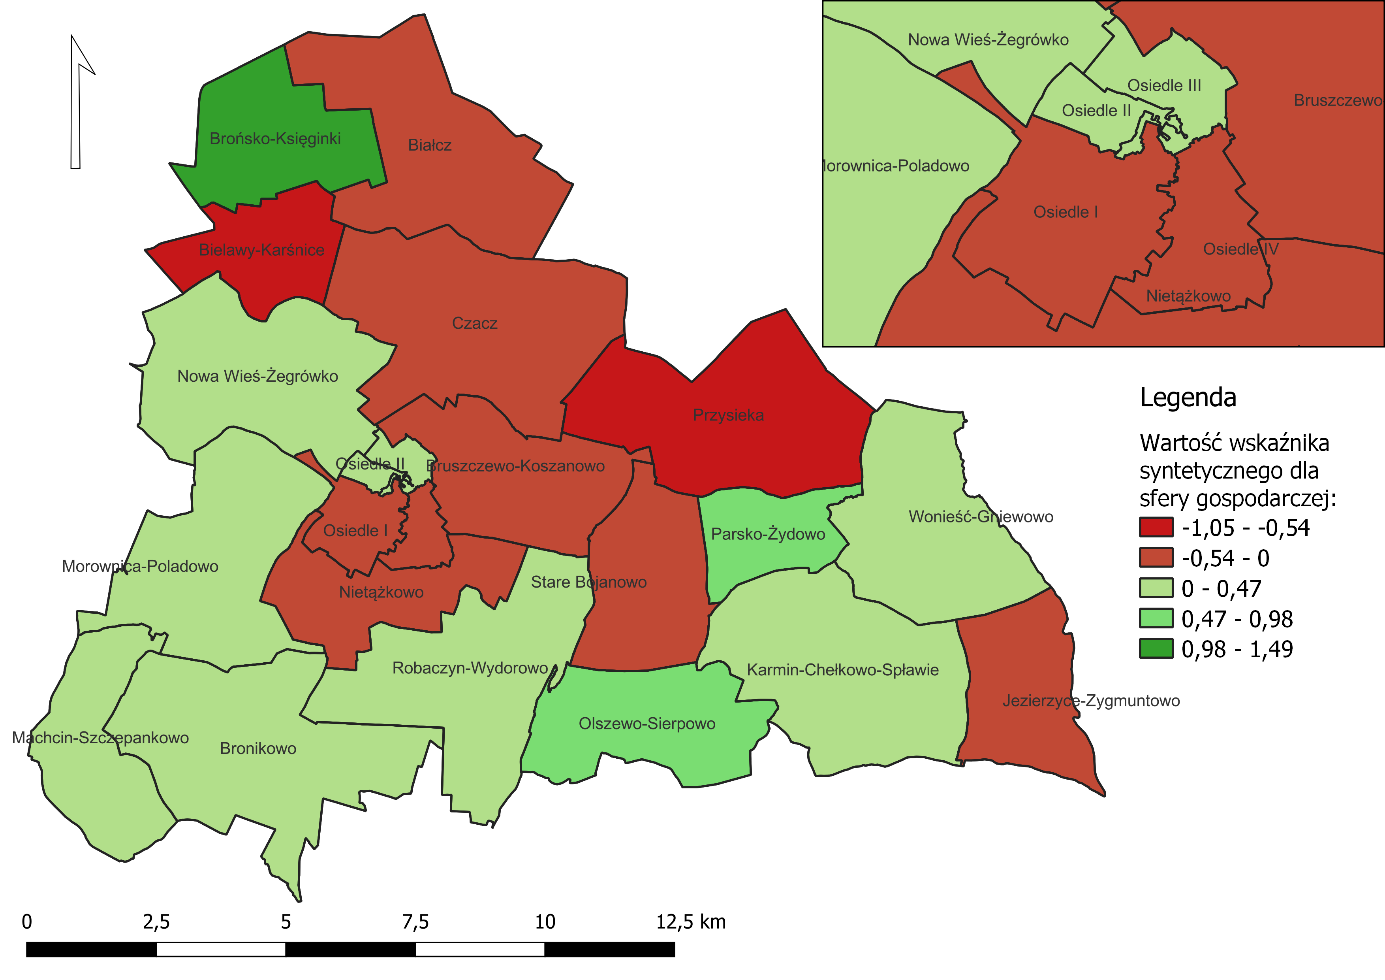 Brońsko-Księginki
Białcz
Bielawy-Karśnice
Czacz
Nowa Wieś-Żegrówko
Przysieka
Osiedle II
Bruszczewo-Koszanowo
Osiedle I
Parsko-Żydowo
Wonieść-Gniewowo
Morownica-Poladowo
Nietążkowo
Stare Bojanowo
Robaczyn-Wydorowo
Karmin-Chełkowo-Spławie
Jezierzyce-Zygmuntowo
Olszewo-Sierpowo
Machcin-Szczepankowo
Bronikowo
Nowa Wieś-Żegrówko
Osiedle III
Osiedle II
Bruszczewo
orownica-Poladowo
Osiedle I
Osiedle IV
Nietążkowo
Legenda
Wartość wskaźnika
syntetycznego dla
sfery gospodarczej:
-1,05 - -0,54
-0,54 - 0
0 - 0,47
0,47 - 0,98
0,98 - 1,49
0 2,5 5 7,5 10 12,5 km